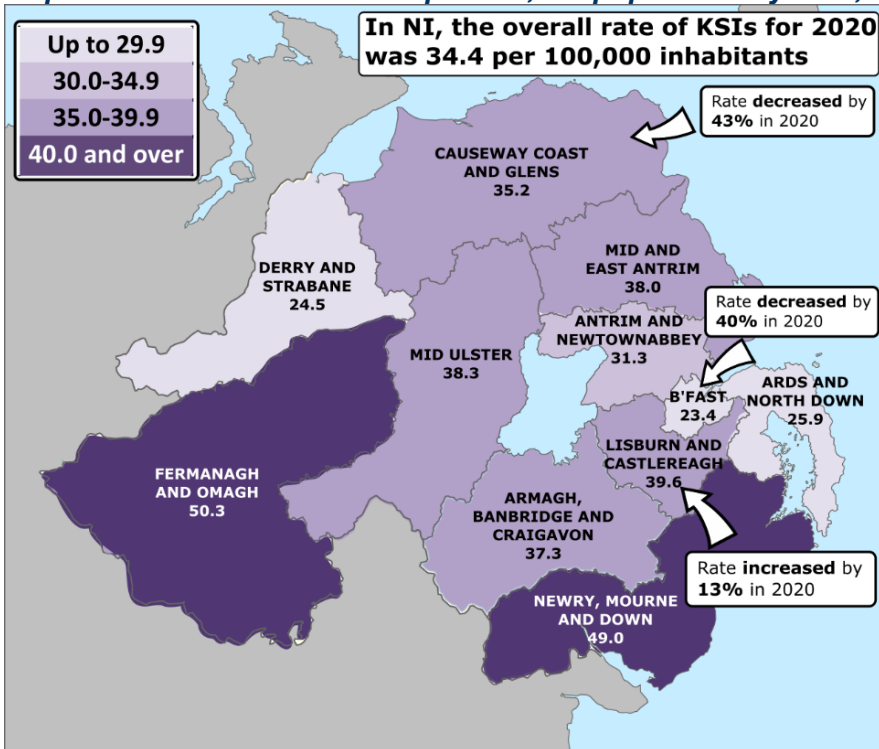 In NI, the overall rate of KSIs for 2020
was 34.4 per 100,000 inhabitants
Up to 29.9
30.0-34.9
35.0-39.9
40.0 and over
Rate decreased by
43% in 2020
CAUSEWAY COAST
AND GLENS
35.2
DERRY AND
STRABANE
24.5
MID AND
EAST ANTRIM
38.0
Rate decreased by
40% in 2020
ANTRIM AND
NEWTOWNABBEY
31.3
MID ULSTER
38.3
B'FAST
23.4
ARDS AND
NORTH DOWN
25.9
LISBURN AND
CASTLEREAGH
39.6
FERMANAGH
AND OMAGH
50.3
ARMAGH,
BANBRIDGE AND
CRAIGAVON
37.3
Rate increased by
13% in 2020
NEWRY, MOURNE
AND DOWN
49.0